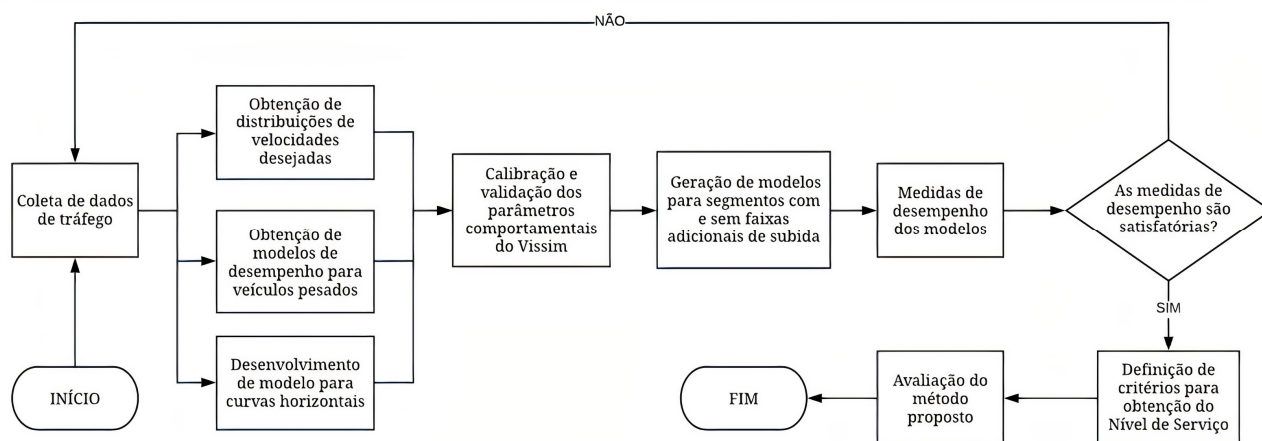 NÃO
Obtenção de
distribuições de
velocidades
desejadas
Coleta de dados
de tráfego
Obtenção de
modelos de
desempenho para
veículos pesados
Desenvolvimento
de modelo para
curvas horizontais
INÍCIO
Calibração e
validação dos
parâmetros
comportamentais
do Vissim
Geração de modelos
para segmentos com
e sem faixas
adicionais de subida
Medidas de
desempenho
dos modelos
As medidas de
desempenho são
satisfatórias?
SIM
Definição de
critérios para
obtenção do
Nível de Serviço
Avaliação do
método
proposto
FIM